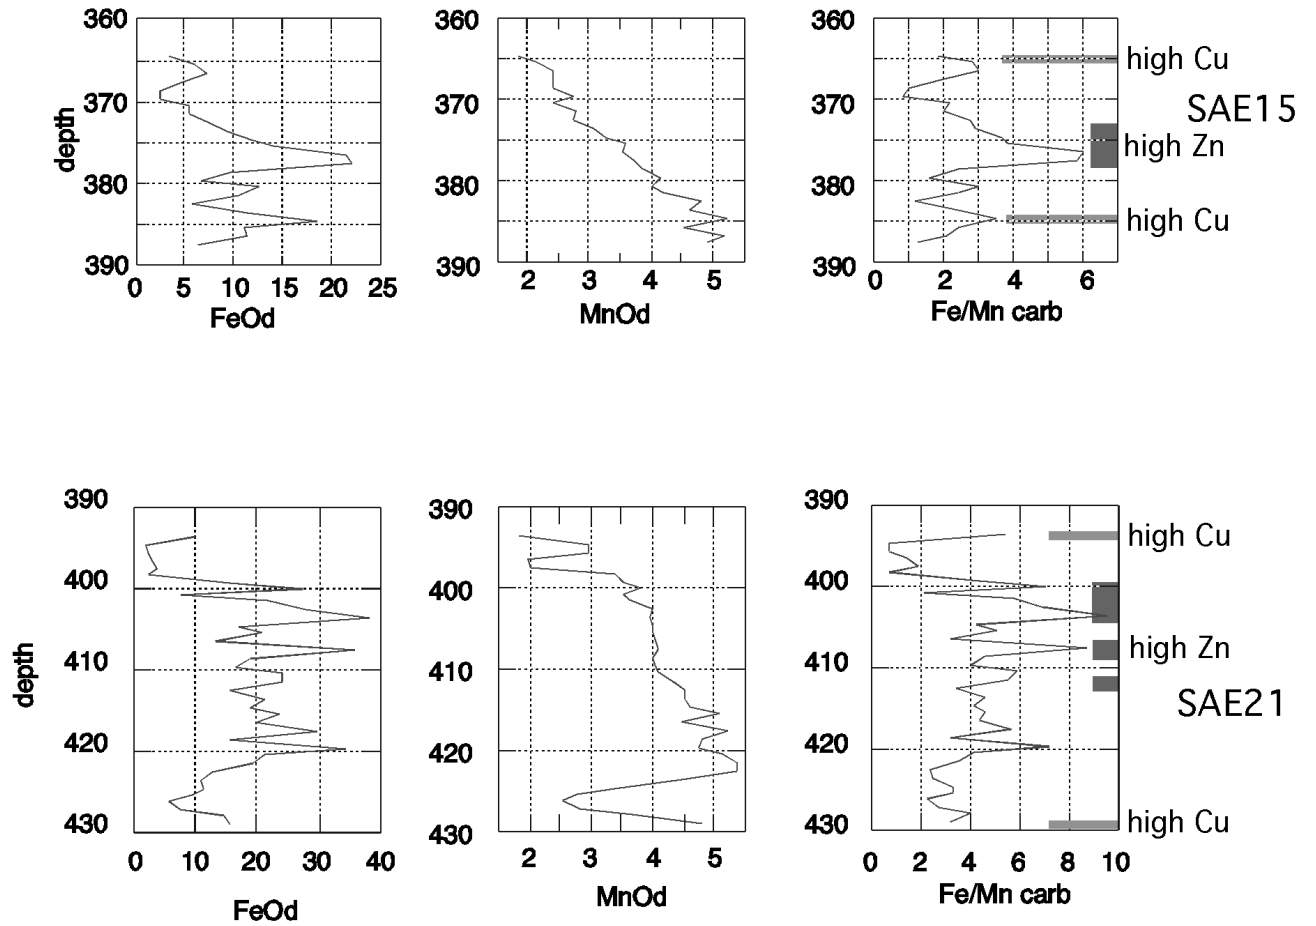 360
370
380
390
depth
0 5 10 15 20 25
FeOd
360
370
380
390
2 3 4 5
MnOd
360
370
380
390
0 2 4 6
Fe/Mn carb
high Cu
SAE15
high Zn
high Cu
390
400
410
420
430
depth
0 10 20 30 40
FeOd
390
400
410
420
430
2 3 4 5
MnOd
390
400
410
420
430
0 2 4 6 8 10
Fe/Mn carb
high Cu
high Zn
SAE21
high Cu